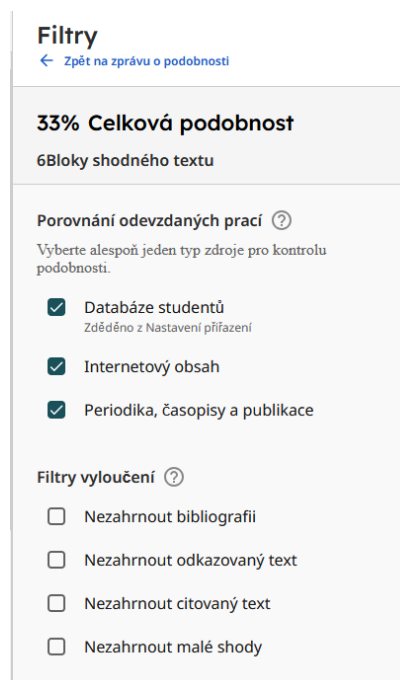 Filtry
← Zpět na zprávu o podobnosti
33% Celková podobnost
6Bloky shodného textu
Porovnání odevzdaných prací ?
Vyberte alespoň jeden typ zdroje pro kontrolu
podobnosti.
Databáze studentů
Zděděno z Nastavení přiřazení
Internetový obsah
Periodika, časopisy a publikace
Filtry vyloučení ?
Nezahrnout bibliografii
Nezahrnout odkazovaný text
Nezahrnout citovaný text
Nezahrnout malé shody